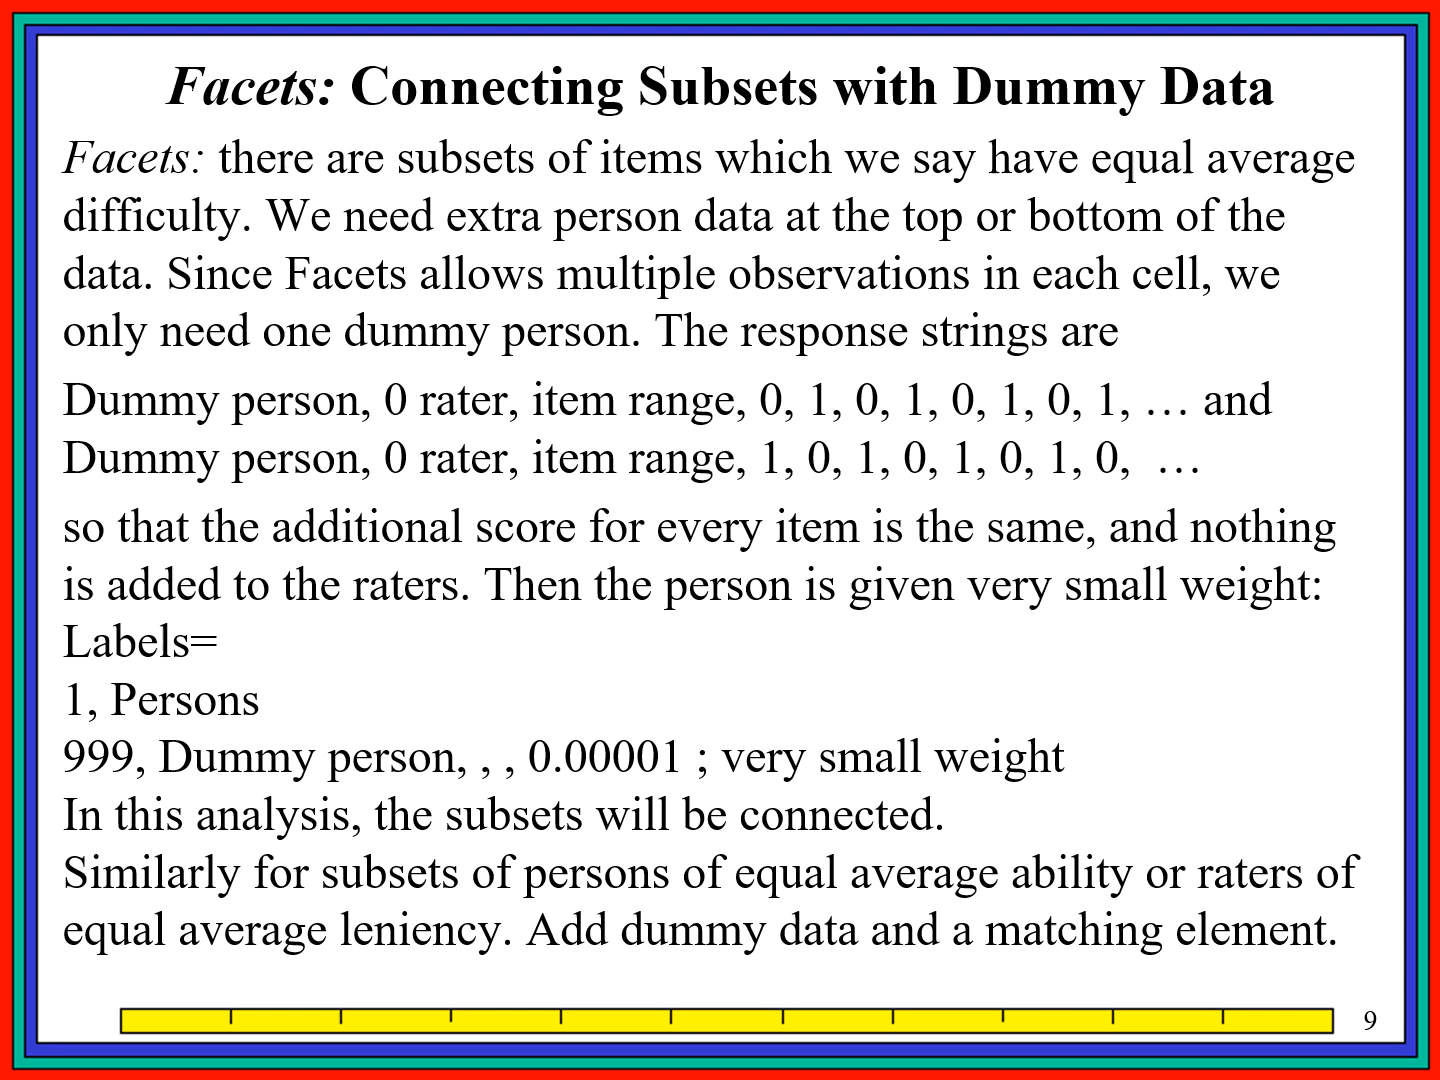 Facets: Connecting Subsets with Dummy Data
Facets: there are subsets of items which we say have equal average
difficulty. We need extra person data at the top or bottom of the
data. Since Facets allows multiple observations in each cell, we
only need one dummy person. The response strings are
Dummy person, 0 rater, item range, 0, 1, 0, 1, 0, 1, 0, 1, … and
Dummy person, 0 rater, item range, 1, 0, 1, 0, 1, 0, 1, 0,  …
so that the additional score for every item is the same, and nothing
is added to the raters. Then the person is given very small weight:
Labels=
1, Persons
999, Dummy person, , , 0.00001 ; very small weight
In this analysis, the subsets will be connected.
Similarly for subsets of persons of equal average ability or raters of
equal average leniency. Add dummy data and a matching element.
9